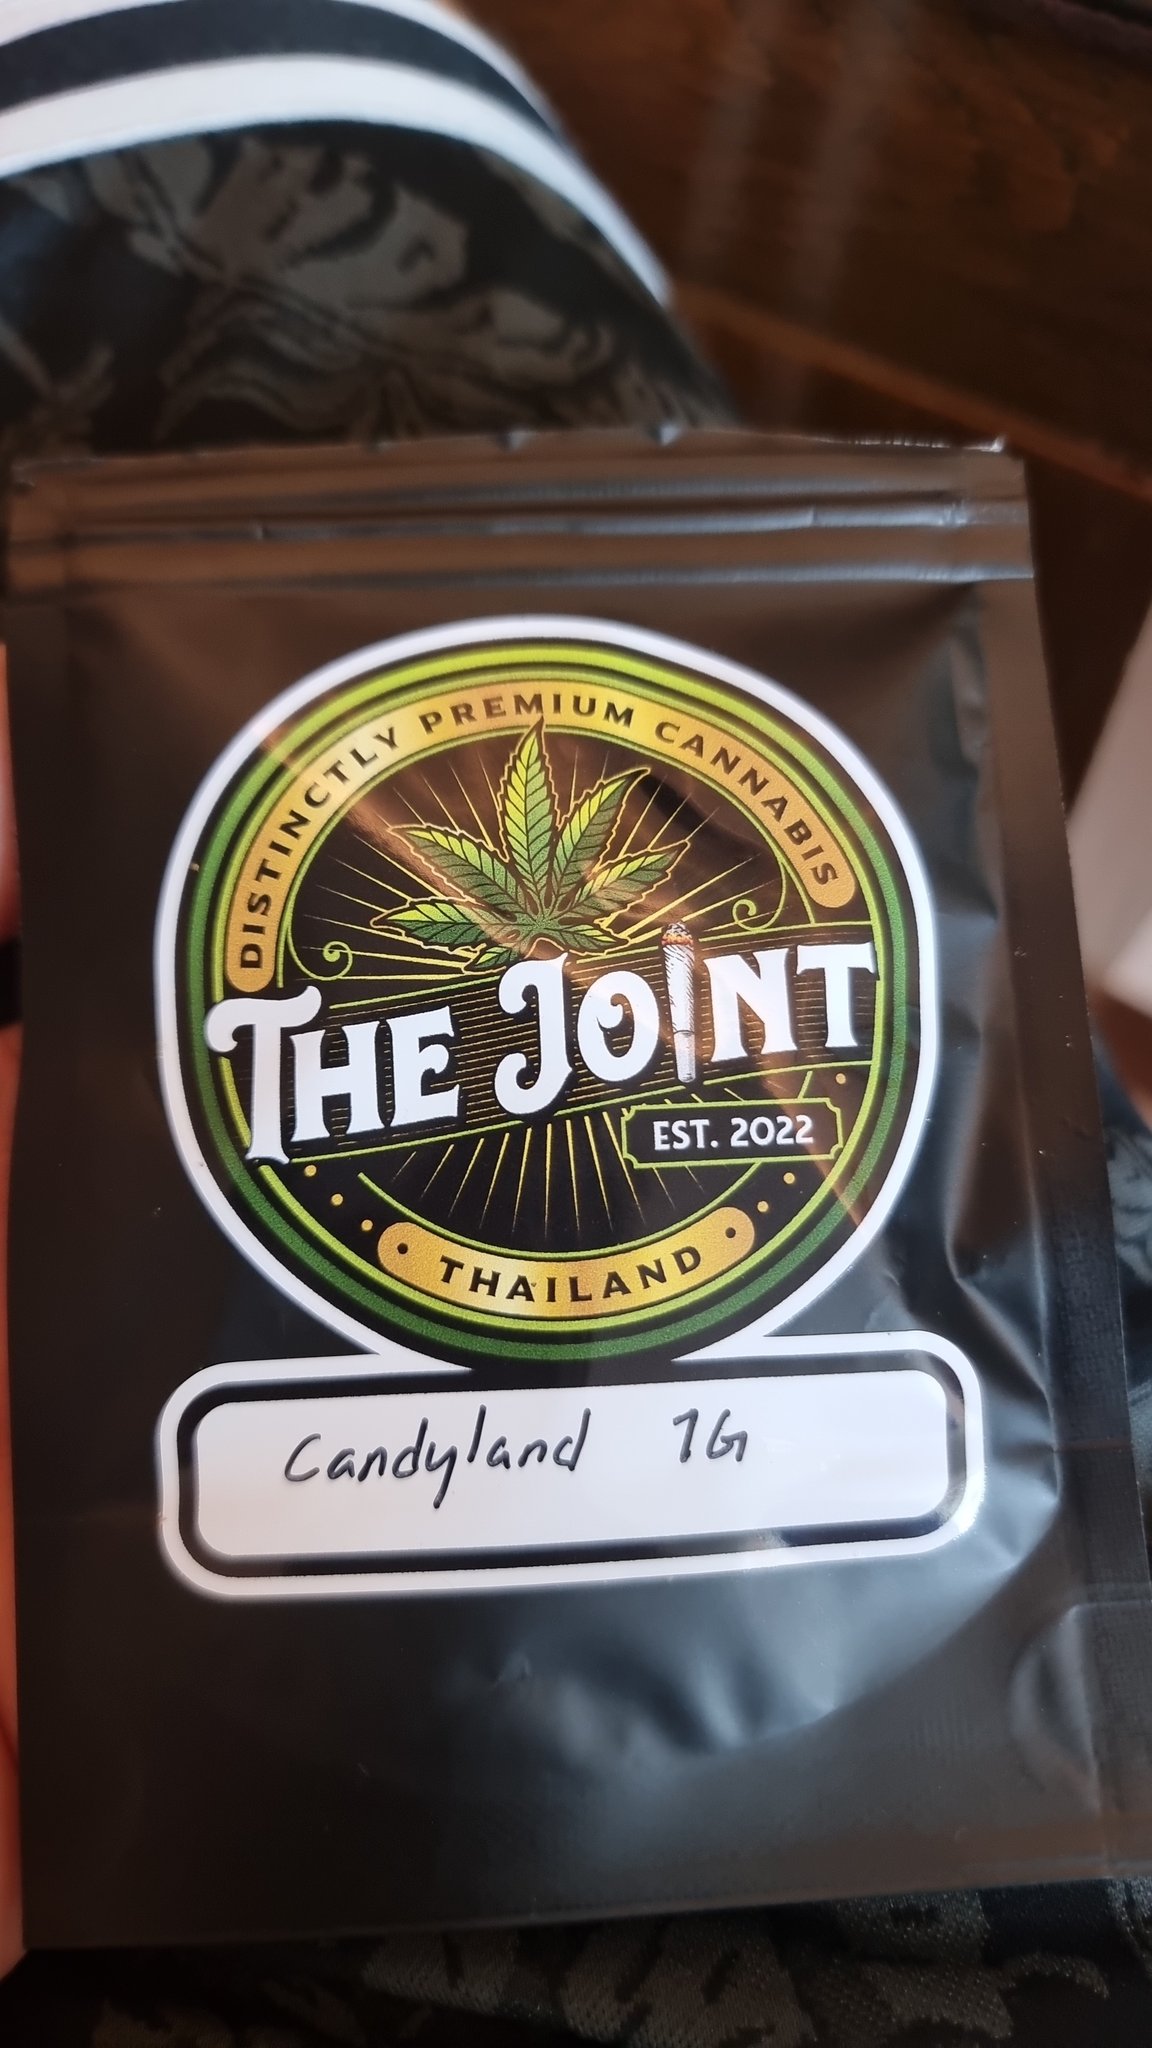 DISTINCTLY PREMIUM CANNABIS
THE JOINT
EST. 2022
THAILAND
Candyland 1G